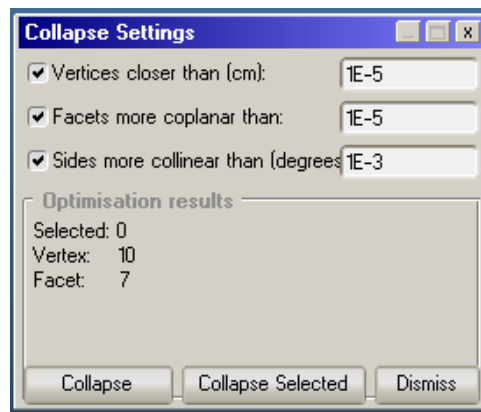 Collapse Settings
Vertices closer than (cm): 1E-5
Facets more coplanar than: 1E-5
Sides more collinear than (degrees 1E-3
Optimisation results
Selected: 0
Vertex: 10
Facet: 7
Collapse Collapse Selected Dismiss